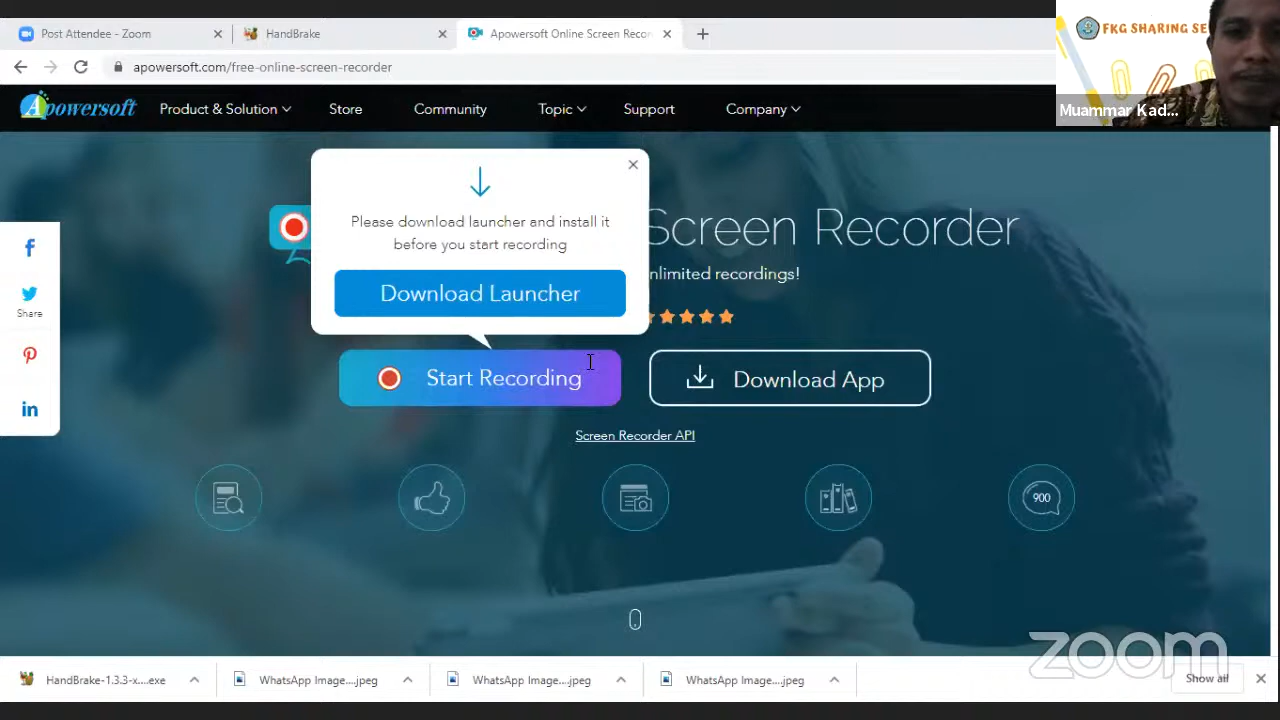 Post Attendee - Zoom
HandBrake
Apowersoft Online Screen Recor
FKG SHARING SE
apowersoft.com/free-online-screen-recorder
Muammar Kad...
Apowersoft
Product & Solution
Store
Community
Topic
Support
Company
Please download launcher and install it
before you start recording
Download Launcher
Screen Recorder
nlimited recordings!
Share
Start Recording
Download App
Screen Recorder API
900
zoom
HandBrake-1.3.3-x....exe
WhatsApp Image....jpeg
WhatsApp Image....jpeg
WhatsApp Image....jpeg
Show all